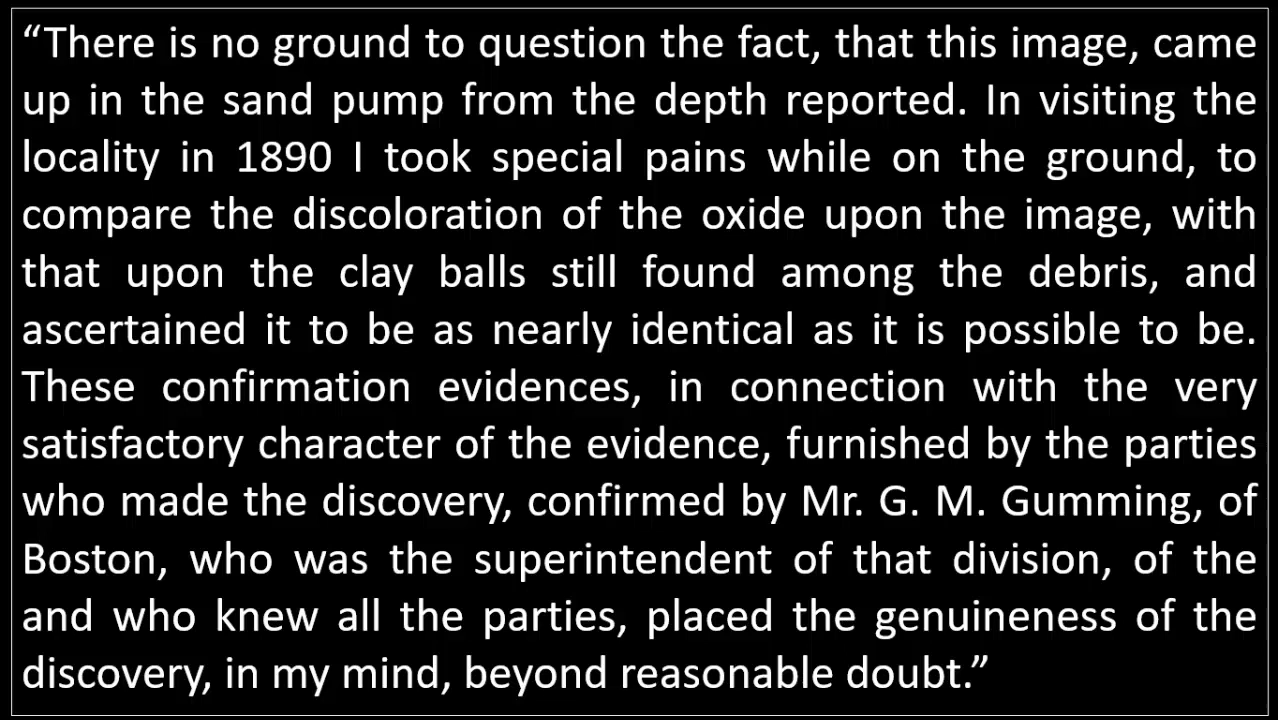 “There is no ground to question the fact, that this image, came
up in the sand pump from the depth reported. In visiting the
locality in 1890 I took special pains while on the ground, to
compare the discoloration of the oxide upon the image, with
that upon the clay balls still found among the debris, and
ascertained it to be as nearly identical as it is possible to be.
These confirmation evidences, in connection with the very
satisfactory character of the evidence, furnished by the parties
who made the discovery, confirmed by Mr. G. M. Gumming, of
Boston, who was the superintendent of that division, of the
and who knew all the parties, placed the genuineness of the
discovery, in my mind, beyond reasonable doubt.”